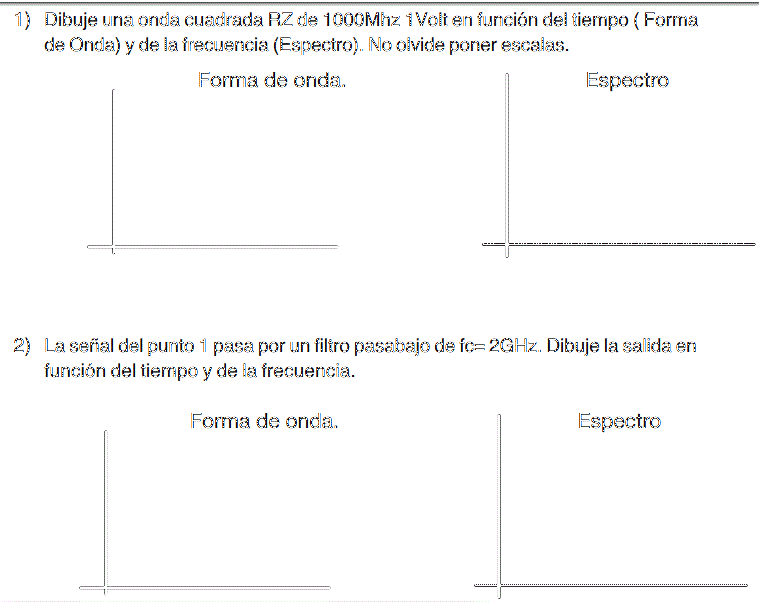 1) Dibuje una onda cuadrada RZ de 1000Mhz 1Volt en función del tiempo ( Forma
de Onda) y de la frecuencia (Espectro). No olvide poner escalas.
Forma de onda. Espectro
2) La señal del punto 1 pasa por un filtro pasabajo de fc= 2GHz. Dibuje la salida en
función del tiempo y de la frecuencia.
Forma de onda. Espectro